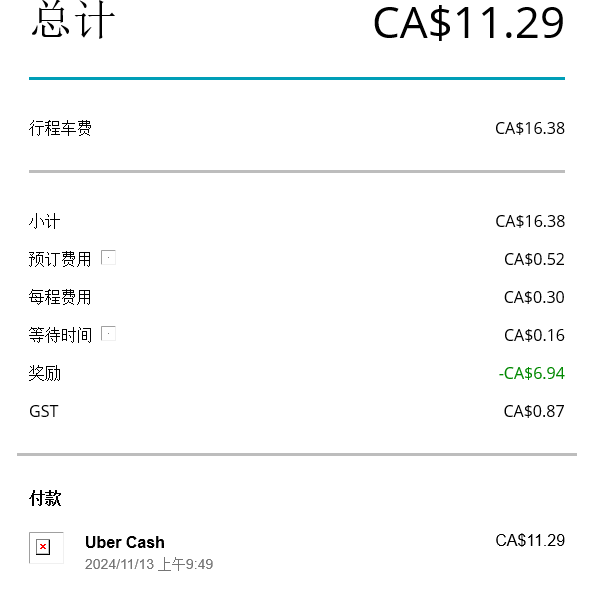 总计 CA$11.29
行程车费 CA$16.38
小计 CA$16.38
预订费用 CA$0.52
每程费用 CA$0.30
等待时间 CA$0.16
奖励 -CA$6.94
GST CA$0.87
付款
Uber Cash CA$11.29
2024/11/13 上午9:49